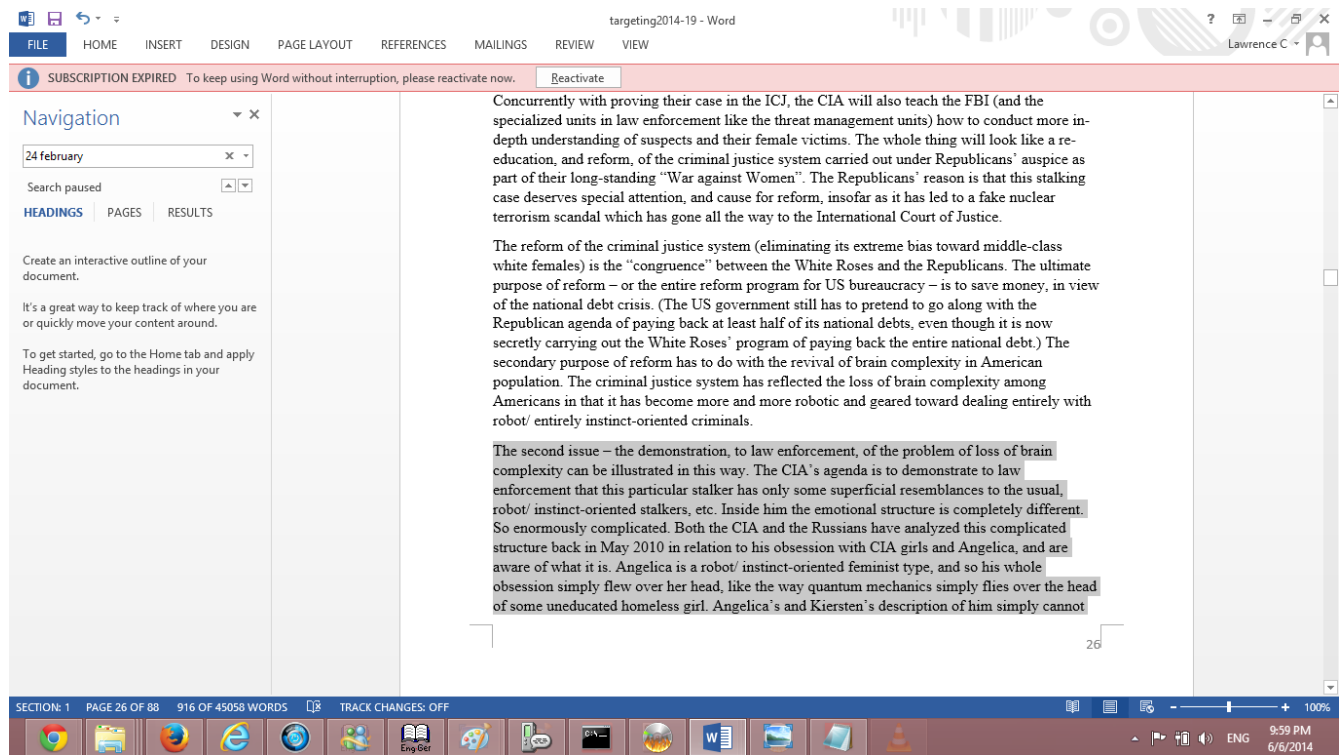 targeting2014-19 - Word
FILE HOME INSERT DESIGN PAGE LAYOUT REFERENCES MAILINGS REVIEW VIEW
Lawrence C
SUBSCRIPTION EXPIRED To keep using Word without interruption, please reactivate now. Reactivate
Navigation
24 february
Search paused
HEADINGS PAGES RESULTS
Create an interactive outline of your
document.
It's a great way to keep track of where you are
or quickly move your content around.
To get started, go to the Home tab and apply
Heading styles to the headings in your
document.
Concurrently with proving their case in the ICJ, the CIA will also teach the FBI (and the
specialized units in law enforcement like the threat management units) how to conduct more in-
depth understanding of suspects and their female victims. The whole thing will look like a re-
education, and reform, of the criminal justice system carried out under Republicans’ auspice as
part of their long-standing “War against Women”. The Republicans’ reason is that this stalking
case deserves special attention, and cause for reform, insofar as it has led to a fake nuclear
terrorism scandal which has gone all the way to the International Court of Justice.
The reform of the criminal justice system (eliminating its extreme bias toward middle-class
white females) is the “congruence” between the White Roses and the Republicans. The ultimate
purpose of reform – or the entire reform program for US bureaucracy – is to save money, in view
of the national debt crisis. (The US government still has to pretend to go along with the
Republican agenda of paying back at least half of its national debts, even though it is now
secretly carrying out the White Roses’ program of paying back the entire national debt.) The
secondary purpose of reform has to do with the revival of brain complexity in American
population. The criminal justice system has reflected the loss of brain complexity among
Americans in that it has become more and more robotic and geared toward dealing entirely with
robot/ entirely instinct-oriented criminals.
The second issue – the demonstration, to law enforcement, of the problem of loss of brain
complexity can be illustrated in this way. The CIA’s agenda is to demonstrate to law
enforcement that this particular stalker has only some superficial resemblances to the usual,
robot/ instinct-oriented stalkers, etc. Inside him the emotional structure is completely different.
So enormously complicated. Both the CIA and the Russians have analyzed this complicated
structure back in May 2010 in relation to his obsession with CIA girls and Angelica, and are
aware of what it is. Angelica is a robot/ instinct-oriented feminist type, and so his whole
obsession simply flew over her head, like the way quantum mechanics simply flies over the head
of some uneducated homeless girl. Angelica’s and Kiersten’s description of him simply cannot
26
SECTION: 1 PAGE 26 OF 88 916 OF 45058 WORDS TRACK CHANGES: OFF 100%
Eng Ger
ENG
9:59 PM
6/6/2014